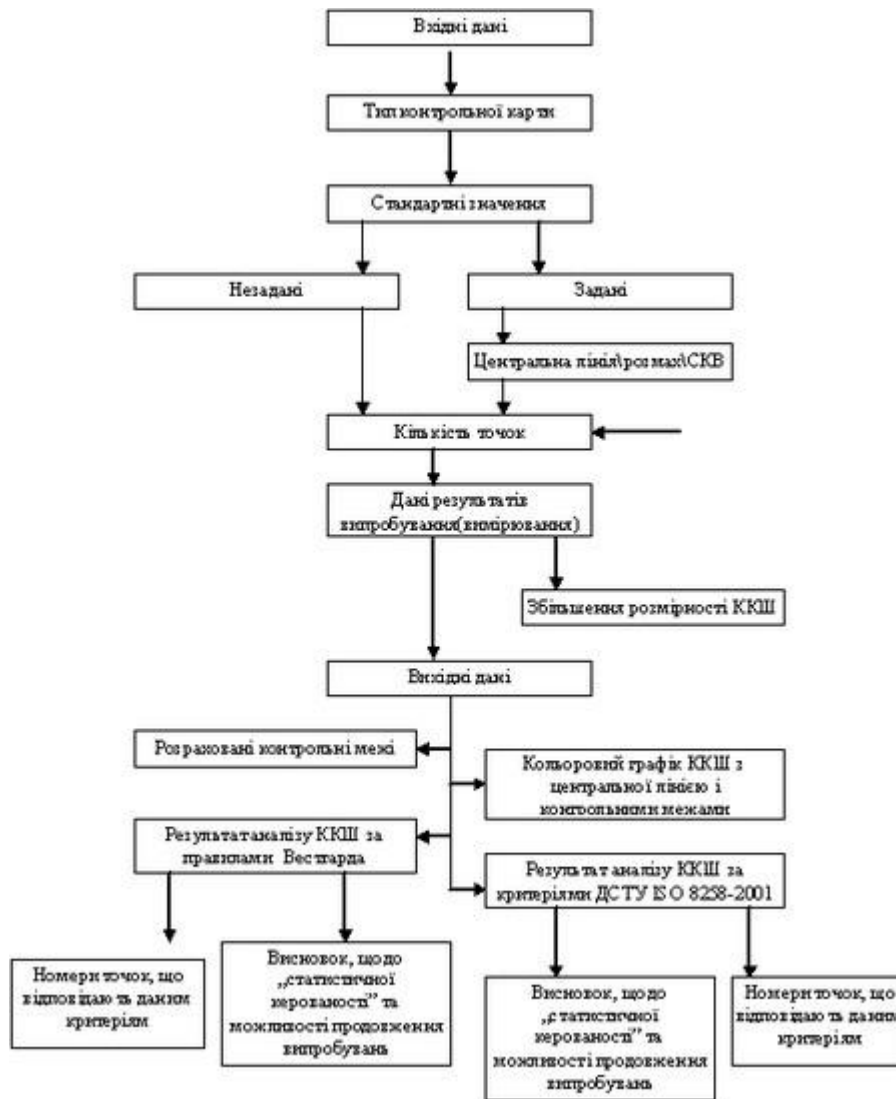 Вхідні дані
Тип контрольної карти
Стандартні значення
Незадані
Задані
Центральна лінія\розмах\СКВ
Кількість точок
Дані результатів
випробування(вимірювання)
Збільшення розмірності ККШ
Вихідні дані
Розраховані контрольні межі
Кольоровий графік ККШ з
центральної лінією і
контрольними межами
Результат аналізу ККШ за
правилами Вестгарда
Результат аналізу ККШ за
критеріями ДСТУ ISO 8258-2001
Номери точок, що
відповідають даним
критеріям
Висновок, щодо
„статистичної
керованості” та
можливості продовження
випробувань
Висновок, щодо
„статистичної
керованості” та
можливості продовження
випробувань
Номери точок, що
відповідають даним
критеріям